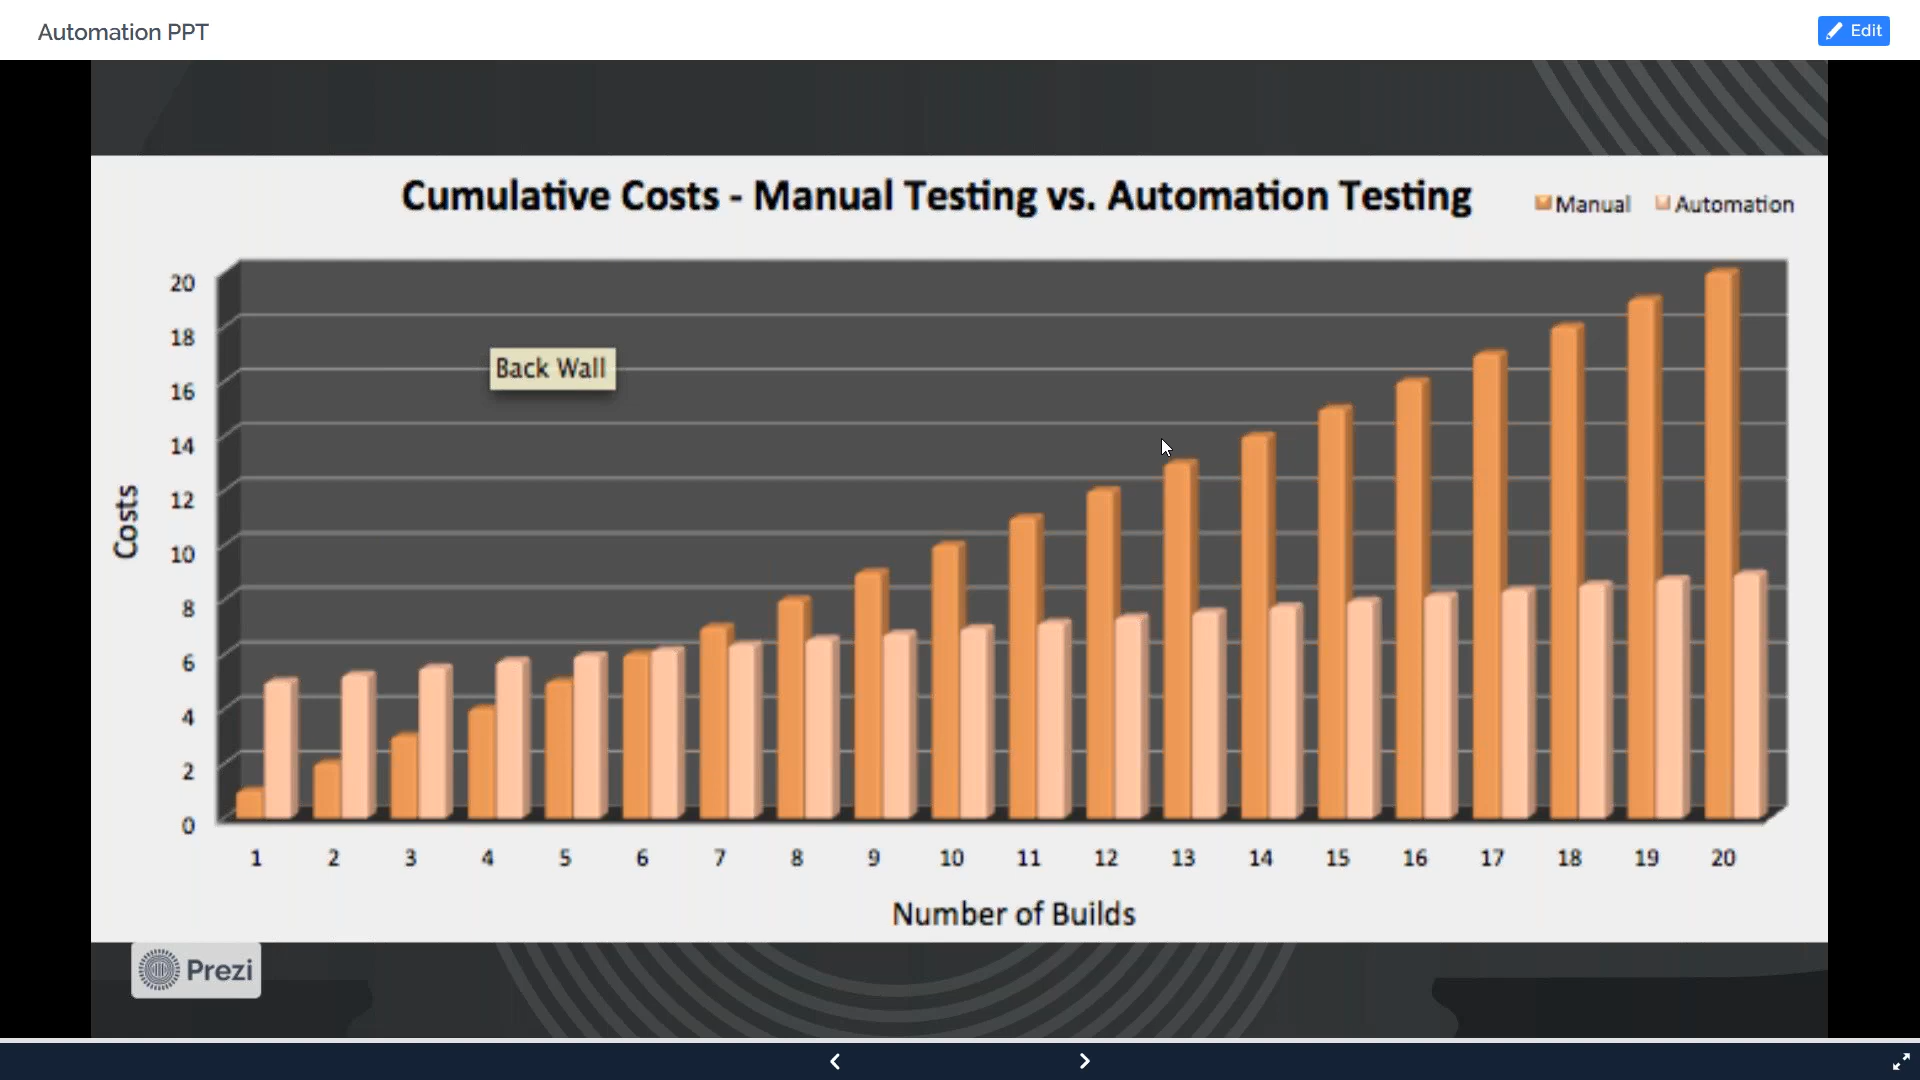 Automation PPT
Edit
Cumulative Costs - Manual Testing vs. Automation Testing
Manual Automation
20
18
16
14
12
10
8
6
4
2
0
Back Wall
Costs
1 2 3 4 5 6 7 8 9 10 11 12 13 14 15 16 17 18 19 20
Number of Builds
Prezi